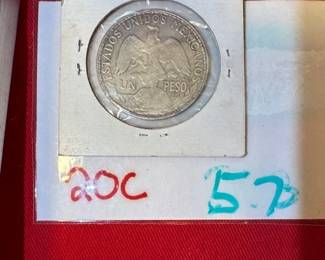 ESTADOS UNIDOS MEXICANOS
UN PESO
20C
57